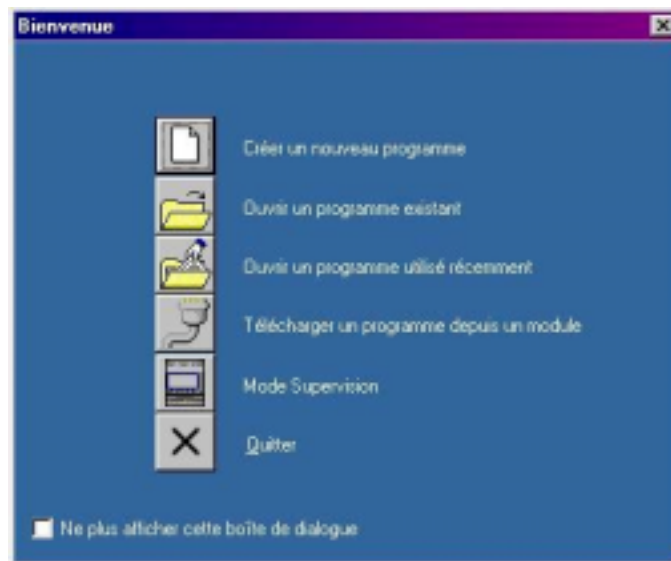 Bienvenue
Créer un nouveau programme
Ouvrir un programme existant
Ouvrir un programme utilisé récemment
Télécharger un programme depuis un module
Mode Supervision
Quitter
Ne plus afficher cette boîte de dialogue